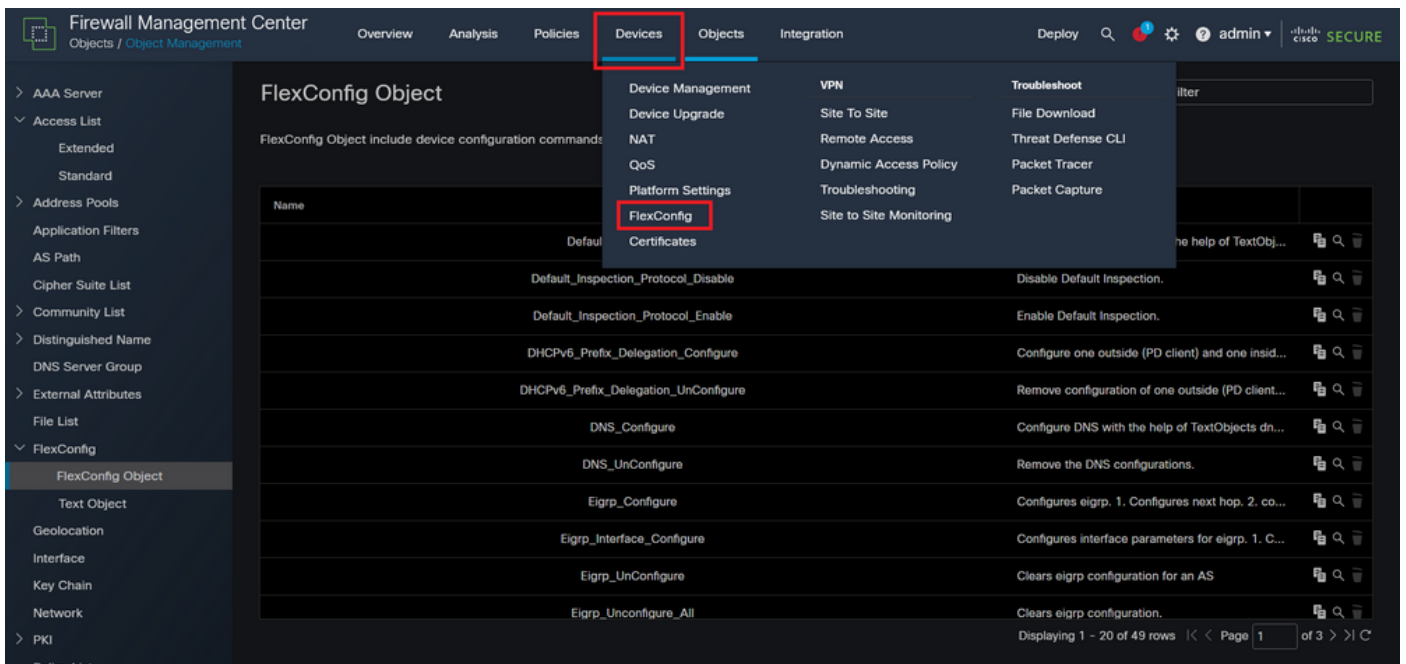 Firewall Management Center
Objects / Object Management
Overview Analysis Policies Devices Objects Integration Deploy 1 ? admin ▾ cisco SECURE
> AAA Server
Access List
Extended
Standard
> Address Pools
Application Filters
AS Path
Cipher Suite List
> Community List
> Distinguished Name
DNS Server Group
> External Attributes
File List
FlexConfig
FlexConfig Object
Text Object
Geolocation
Interface
Key Chain
Network
> PKI
FlexConfig Object
ilter
FlexConfig Object include device configuration commands
Device Management
Device Upgrade
NAT
QoS
Platform Settings
FlexConfig
Certificates
VPN
Site To Site
Remote Access
Dynamic Access Policy
Troubleshooting
Site to Site Monitoring
Troubleshoot
File Download
Threat Defense CLI
Packet Tracer
Packet Capture
Name
Defaul he help of TextObj...
Default_Inspection_Protocol_Disable Disable Default Inspection.
Default_Inspection_Protocol_Enable Enable Default Inspection.
DHCPv6_Prefix_Delegation_Configure Configure one outside (PD client) and one insid...
DHCPv6_Prefix_Delegation_UnConfigure Remove configuration of one outside (PD client...
DNS_Configure Configure DNS with the help of TextObjects dn...
DNS_UnConfigure Remove the DNS configurations.
Eigrp_Configure Configures eigrp. 1. Configures next hop. 2. co...
Eigrp_Interface_Configure Configures interface parameters for eigrp. 1. C...
Eigrp_UnConfigure Clears eigrp configuration for an AS
Eigrp_Unconfigure_All Clears eigrp configuration.
Displaying 1 - 20 of 49 rows |< < Page 1 of 3 > >| C